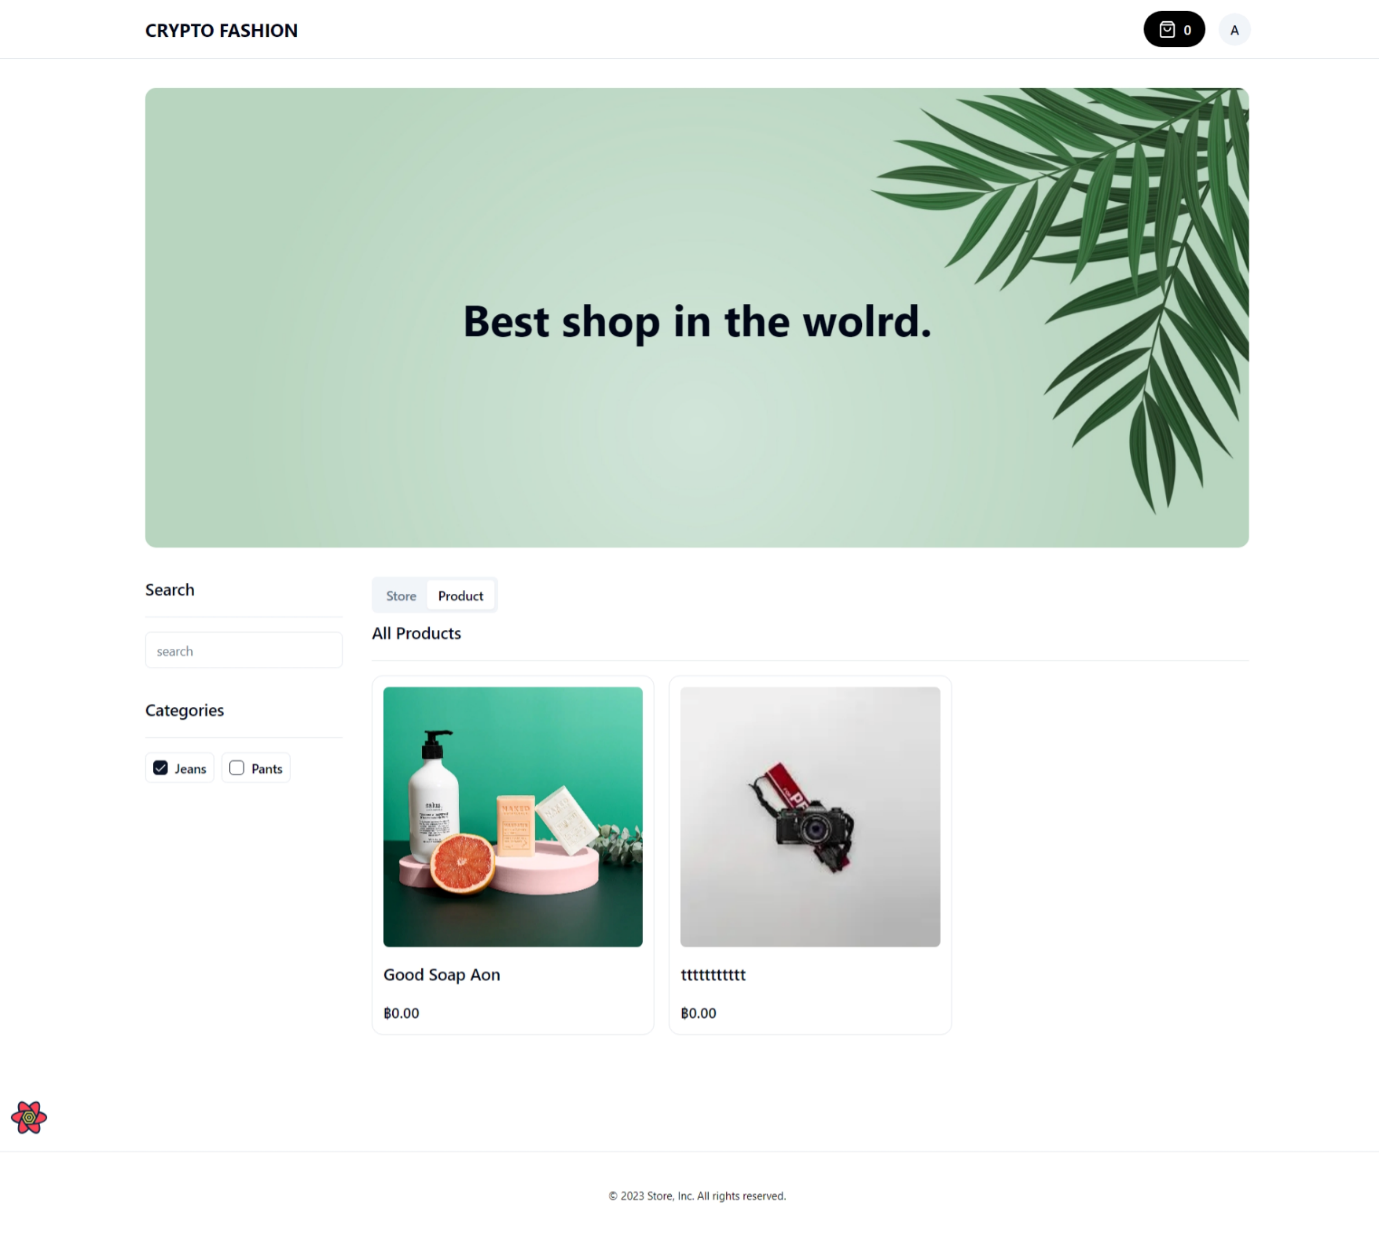 CRYPTO FASHION
0
A
Best shop in the wolrd.
Search
search
Categories
Jeans
Pants
Store
Product
All Products
Good Soap Aon
฿0.00
ttttttttttt
฿0.00
© 2023 Store, Inc. All rights reserved.